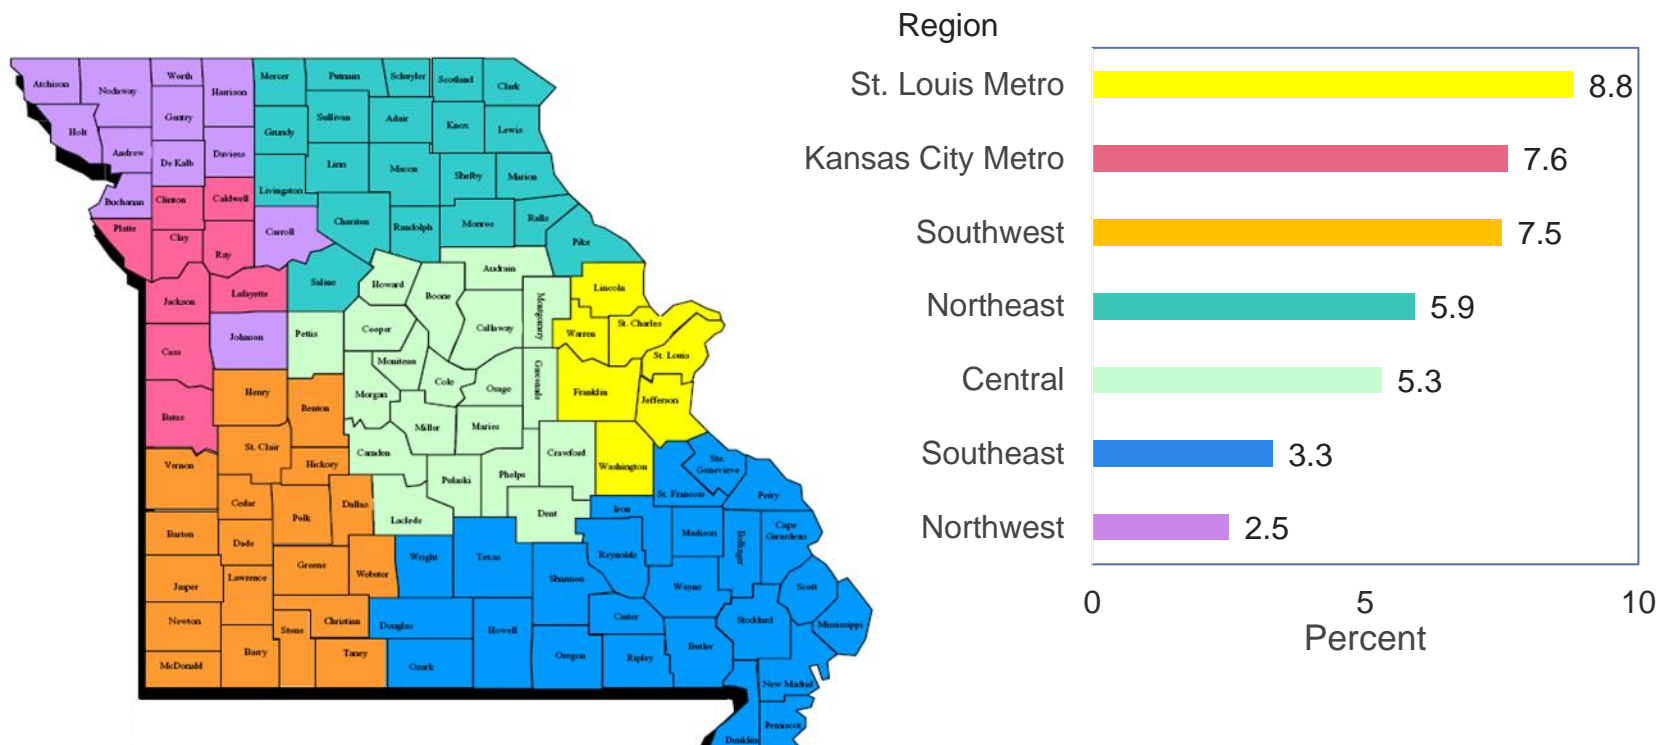 Region
St. Louis Metro
8.8
Kansas City Metro
7.6
Southwest
7.5
Northeast
5.9
Central
5.3
Southeast
3.3
Northwest
2.5
0
5
10
Percent
Atchison
Nodaway
Worth
Harrison
Mercer
Putnam
Schuyler
Scotland
Clark
Holt
Gentry
Grundy
Sullivan
Adair
Knox
Lewis
Andrew
De Kalb
Daviess
Linn
Macon
Shelby
Marion
Buchanan
Clinton
Caldwell
Livingston
Platte
Clay
Ray
Carroll
Chariton
Randolph
Monroe
Ralls
Pike
Jackson
Lafayette
Saline
Howard
Boone
Audrain
Montgomery
Lincoln
Cass
Johnson
Pettis
Cooper
Callaway
Warren
St. Charles
St. Louis
Moniteau
Cole
Osage
Gasconade
Franklin
Jefferson
Bates
Henry
Benton
Morgan
Miller
Maries
Vernon
St. Clair
Hickory
Camden
Pulaski
Phelps
Crawford
Washington
Ste.
Genevieve
St. Francois
Perry
Cedar
Polk
Dallas
Laclede
Dent
Iron
Madison
Bollinger
Cape
Girardeau
Barton
Dade
Greene
Webster
Wright
Texas
Shannon
Reynolds
Wayne
Scott
Jasper
Lawrence
Newton
Stone
Christian
Douglas
Howell
Carter
Stoddard
Mississippi
McDonald
Barry
Taney
Ozark
Oregon
Ripley
Butler
New Madrid
Pemiscot
Dunklin